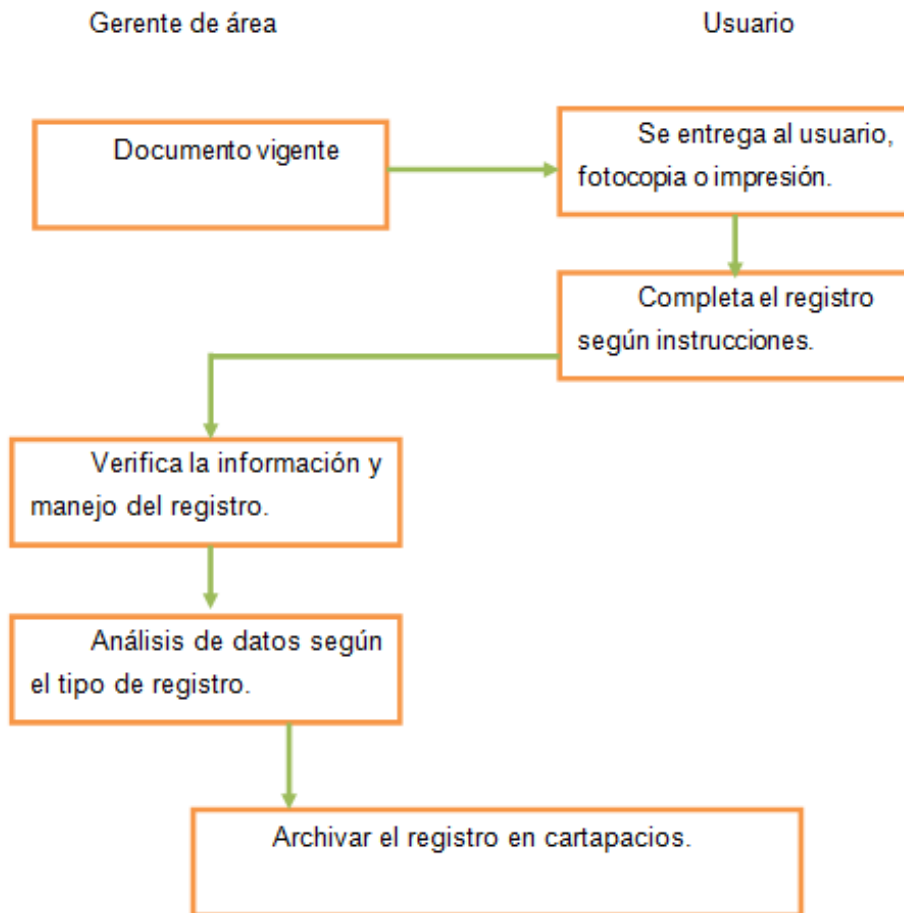 Gerente de área
Usuario
Documento vigente
Se entrega al usuario,
fotocopia o impresión.
Completa el registro
según instrucciones.
Verifica la información y
manejo del registro.
Análisis de datos según
el tipo de registro.
Archivar el registro en cartapacios.